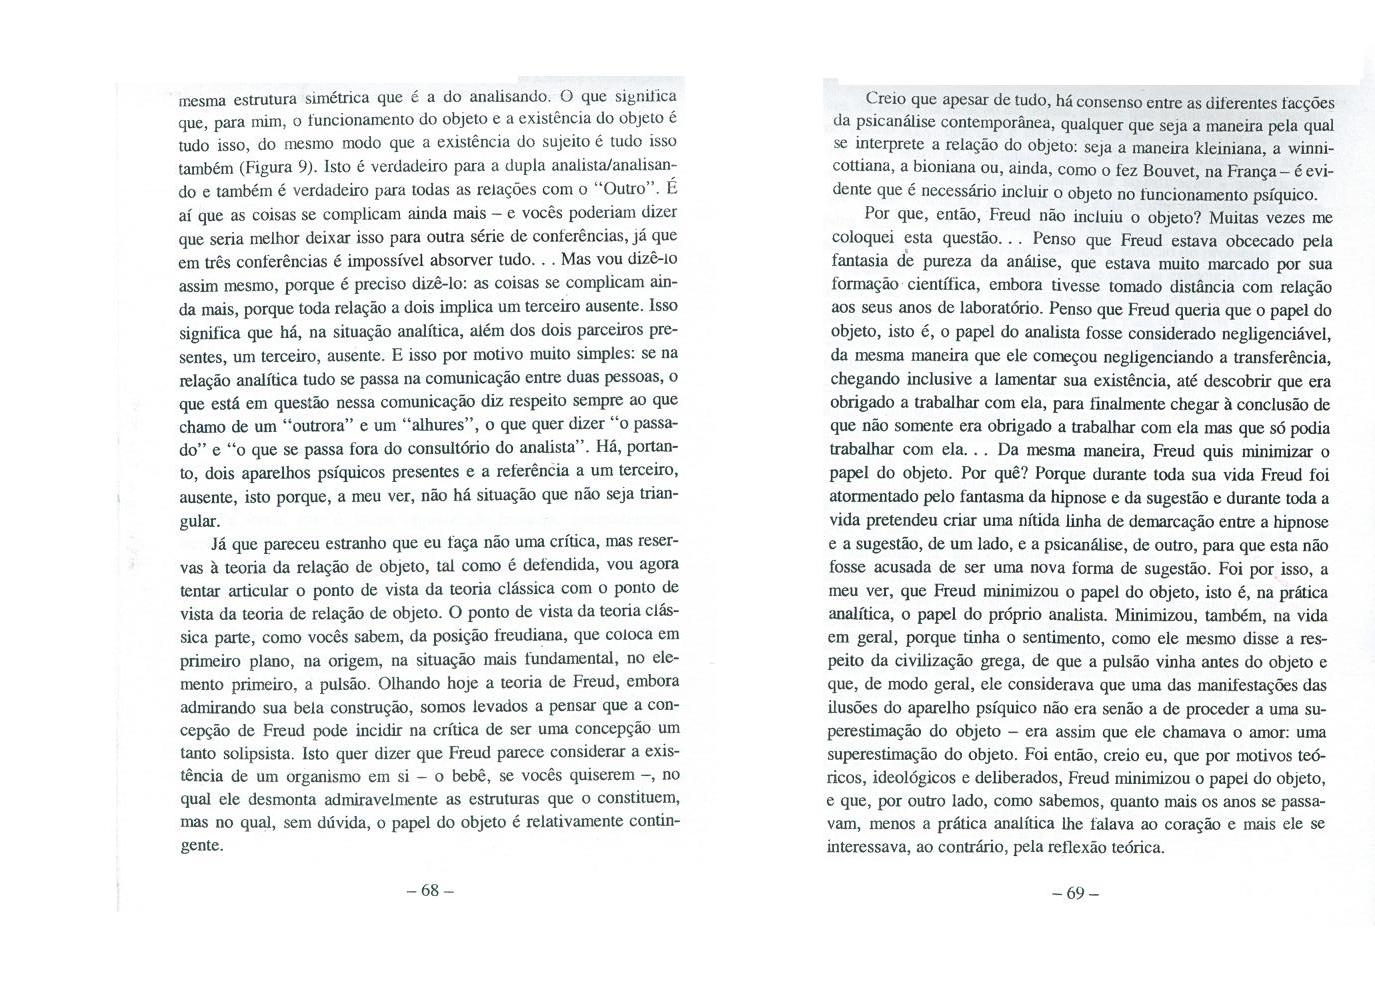 mesma estrutura simétrica que é a do analisando. O que significa
que, para mim, o funcionamento do objeto e a existência do objeto é
tudo isso, do mesmo modo que a existência do sujeito é tudo isso
também (Figura 9). Isto é verdadeiro para a dupla analista/analisan-
do e também é verdadeiro para todas as relações com o “Outro”. É
aí que as coisas se complicam ainda mais – e vocês poderiam dizer
que seria melhor deixar isso para outra série de conferências, já que
em três conferências é impossível absorver tudo. . . Mas vou dizê-lo
assim mesmo, porque é preciso dizê-lo: as coisas se complicam ain-
da mais, porque toda relação a dois implica um terceiro ausente. Isso
significa que há, na situação analítica, além dos dois parceiros pre-
sentes, um terceiro, ausente. E isso por motivo muito simples: se na
relação analítica tudo se passa na comunicação entre duas pessoas, o
que está em questão nessa comunicação diz respeito sempre ao que
chamo de um “outrora” e um “alhures”, o que quer dizer “o passa-
do” e “o que se passa fora do consultório do analista”. Há, portan-
to, dois aparelhos psíquicos presentes e a referência a um terceiro,
ausente, isto porque, a meu ver, não há situação que não seja trian-
gular.
Já que pareceu estranho que eu faça não uma crítica, mas reser-
vas à teoria da relação de objeto, tal como é defendida, vou agora
tentar articular o ponto de vista da teoria clássica com o ponto de
vista da teoria de relação de objeto. O ponto de vista da teoria clás-
sica parte, como vocês sabem, da posição freudiana, que coloca em
primeiro plano, na origem, na situação mais fundamental, no ele-
mento primeiro, a pulsão. Olhando hoje a teoria de Freud, embora
admirando sua bela construção, somos levados a pensar que a con-
cepção de Freud pode incidir na crítica de ser uma concepção um
tanto solipsista. Isto quer dizer que Freud parece considerar a exis-
tência de um organismo em si – o bebê, se vocês quiserem –, no
qual ele desmonta admiravelmente as estruturas que o constituem,
mas no qual, sem dúvida, o papel do objeto é relativamente contin-
gente.
– 68 –
Creio que apesar de tudo, há consenso entre as diferentes facções
da psicanálise contemporânea, qualquer que seja a maneira pela qual
se interprete a relação do objeto: seja a maneira kleiniana, a winni-
cottiana, a bioniana ou, ainda, como o fez Bouvet, na França – é evi-
dente que é necessário incluir o objeto no funcionamento psíquico.
Por que, então, Freud não incluiu o objeto? Muitas vezes me
coloquei esta questão. . . Penso que Freud estava obcecado pela
fantasia de pureza da análise, que estava muito marcado por sua
formação científica, embora tivesse tomado distância com relação
aos seus anos de laboratório. Penso que Freud queria que o papel do
objeto, isto é, o papel do analista fosse considerado negligenciável,
da mesma maneira que ele começou negligenciando a transferência,
chegando inclusive a lamentar sua existência, até descobrir que era
obrigado a trabalhar com ela, para finalmente chegar à conclusão de
que não somente era obrigado a trabalhar com ela mas que só podia
trabalhar com ela. . . Da mesma maneira, Freud quis minimizar o
papel do objeto. Por quê? Porque durante toda sua vida Freud foi
atormentado pelo fantasma da hipnose e da sugestão e durante toda a
vida pretendeu criar uma nítida linha de demarcação entre a hipnose
e a sugestão, de um lado, e a psicanálise, de outro, para que esta não
fosse acusada de ser uma nova forma de sugestão. Foi por isso, a
meu ver, que Freud minimizou o papel do objeto, isto é, na prática
analítica, o papel do próprio analista. Minimizou, também, na vida
em geral, porque tinha o sentimento, como ele mesmo disse a res-
peito da civilização grega, de que a pulsão vinha antes do objeto e
que, de modo geral, ele considerava que uma das manifestações das
ilusões do aparelho psíquico não era senão a de proceder a uma su-
perestimação do objeto – era assim que ele chamava o amor: uma
superestimação do objeto. Foi então, creio eu, que por motivos teó-
ricos, ideológicos e deliberados, Freud minimizou o papel do objeto,
e que, por outro lado, como sabemos, quanto mais os anos se passa-
vam, menos a prática analítica lhe falava ao coração e mais ele se
interessava, ao contrário, pela reflexão teórica.
– 69 –